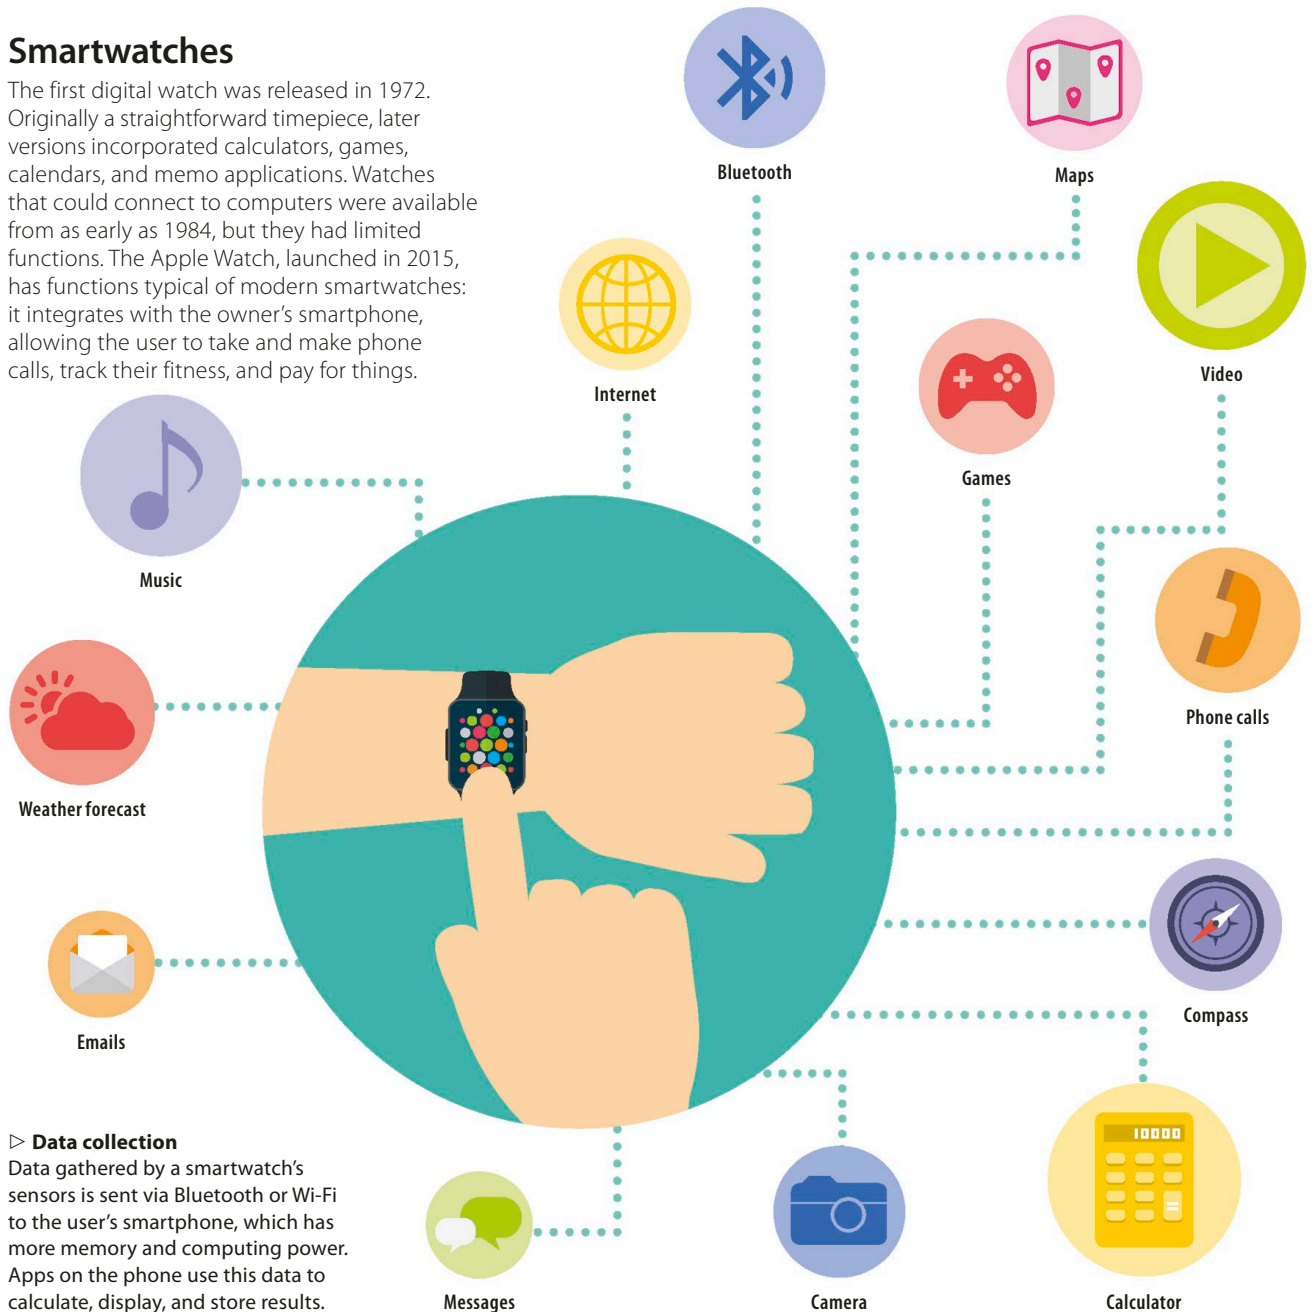 Smartwatches
The first digital watch was released in 1972.
Originally a straightforward timepiece, later
versions incorporated calculators, games,
calendars, and memo applications. Watches
that could connect to computers were available
from as early as 1984, but they had limited
functions. The Apple Watch, launched in 2015,
has functions typical of modern smartwatches:
it integrates with the owner’s smartphone,
allowing the user to take and make phone
calls, track their fitness, and pay for things.
Bluetooth
Maps
Internet
Video
Games
Music
Phone calls
Weather forecast
Compass
Emails
▷ Data collection
Data gathered by a smartwatch’s
sensors is sent via Bluetooth or Wi-Fi
to the user’s smartphone, which has
more memory and computing power.
Apps on the phone use this data to
calculate, display, and store results.
10000
=
Messages
Camera
Calculator